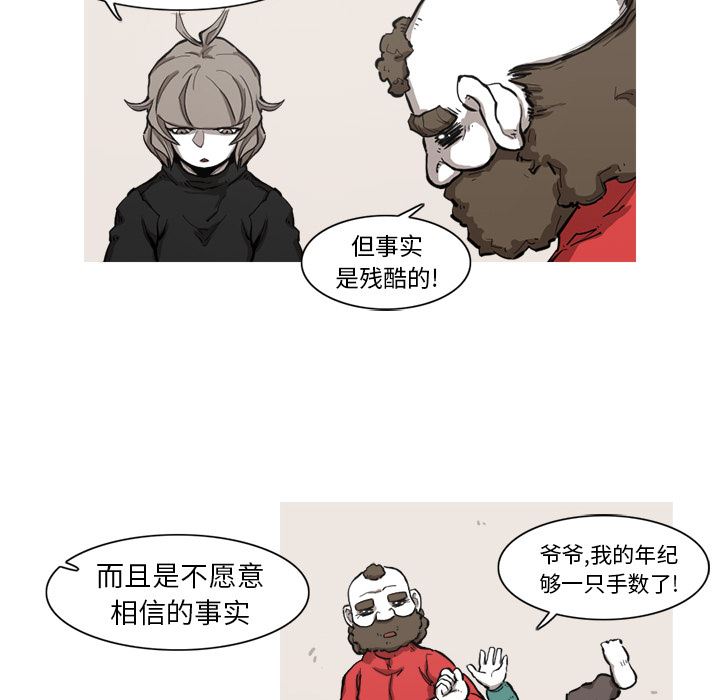 但事实
是残酷的!
而且是不愿意
相信的事实
爷爷,我的年纪
够一只手数了!